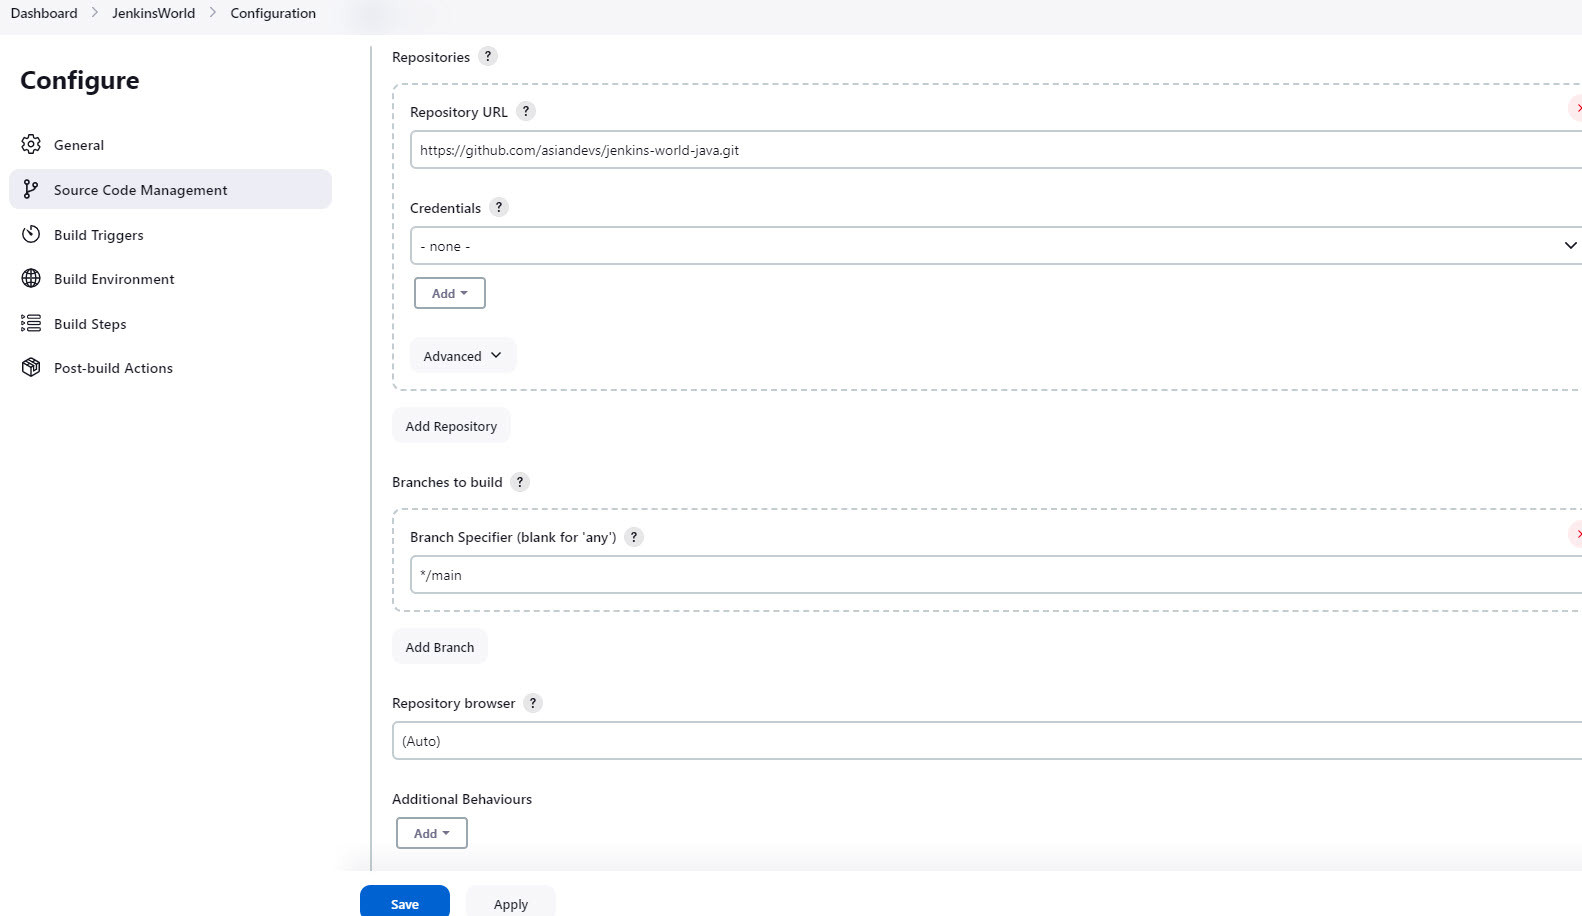 Dashboard > JenkinsWorld > Configuration
Configure
General
Source Code Management
Build Triggers
Build Environment
Build Steps
Post-build Actions
Repositories ?
Repository URL ?
https://github.com/asiandevs/jenkins-world-java.git
Credentials ?
- none -
Add
Advanced
Add Repository
Branches to build ?
Branch Specifier (blank for 'any') ?
*/main
Add Branch
Repository browser ?
(Auto)
Additional Behaviours
Add
Save Apply